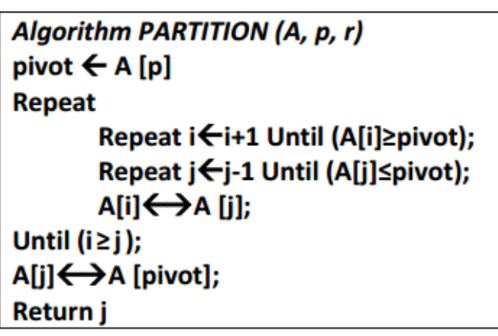 Algorithm PARTITION (A, p, r)
pivot ← A [p]
Repeat
Repeat i←i+1 Until (A[i]≥pivot);
Repeat j←j-1 Until (A[j]≤pivot);
A[i]↔A [j];
Until (i ≥ j );
A[j]↔A [pivot];
Return j